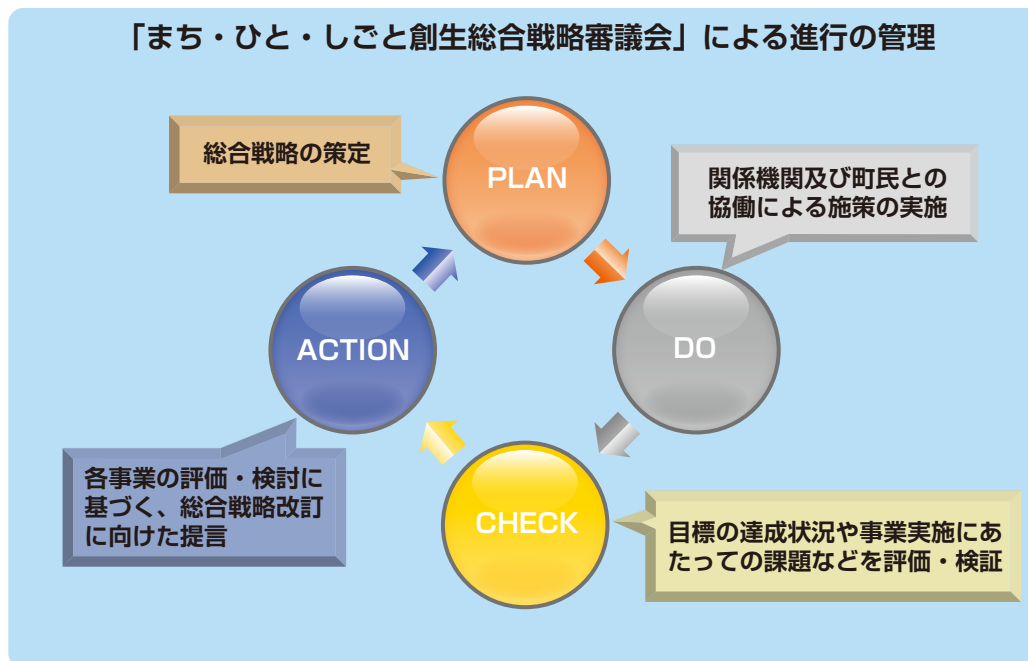 「まち・ひと・しごと創生総合戦略審議会」による進行の管理
総合戦略の策定
PLAN
関係機関及び町民との
協働による施策の実施
DO
ACTION
各事業の評価・検討に
基づく、総合戦略改訂
に向けた提言
CHECK
目標の達成状況や事業実施にあ
たっての課題などを評価・検証